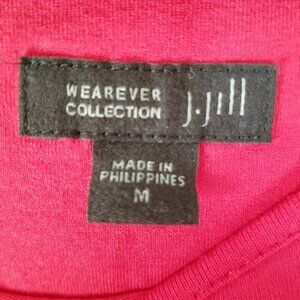 WEAREVER
COLLECTION
j.jill
MADE IN
PHILIPPINES
M